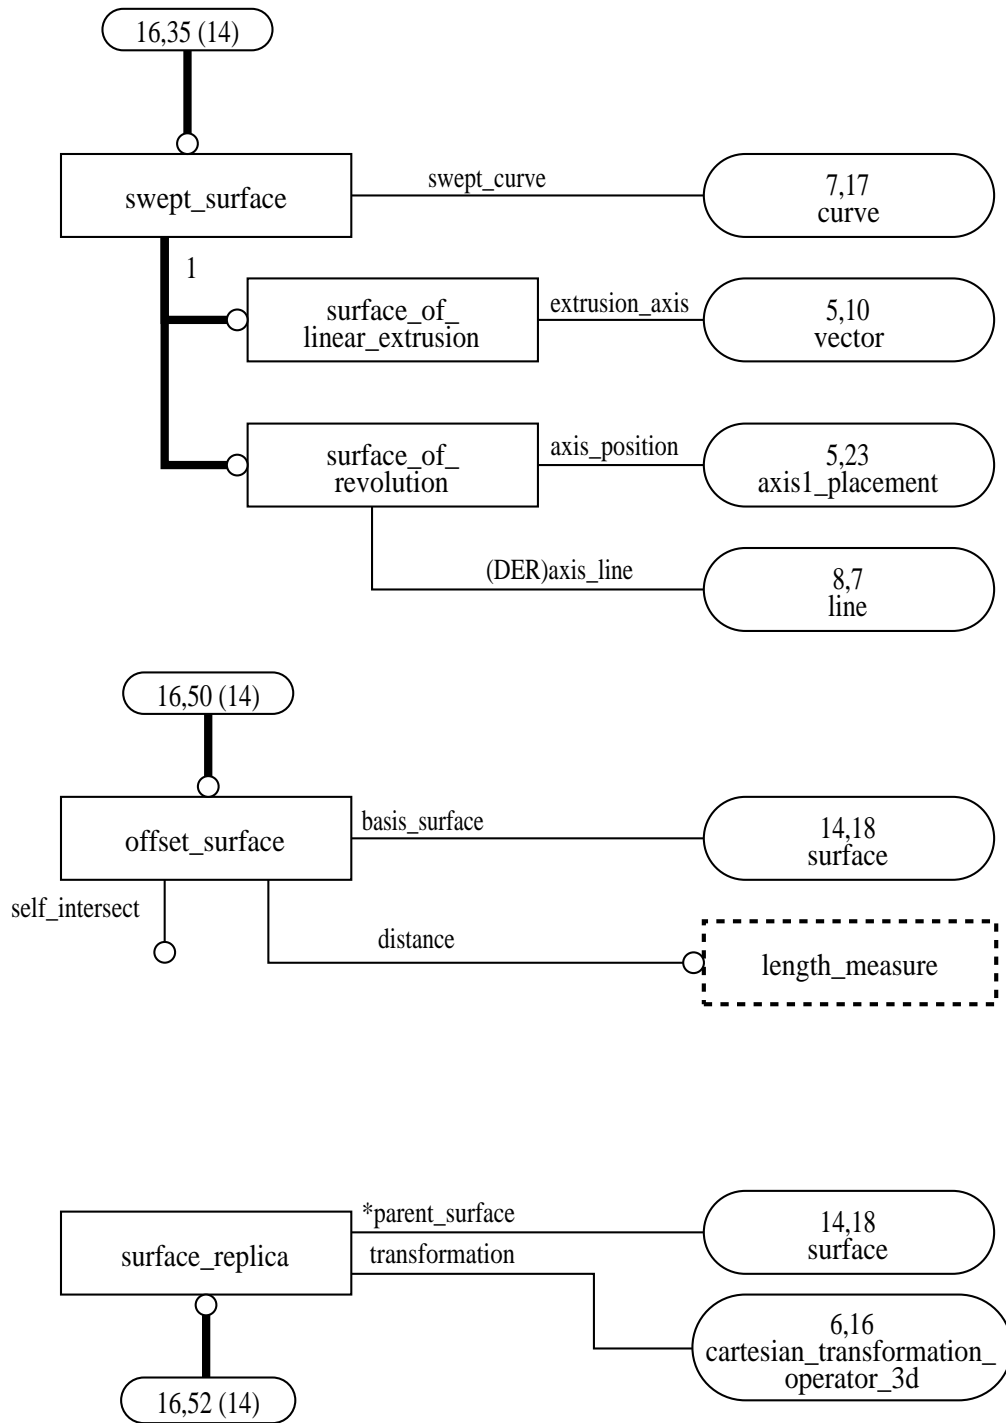 16,35 (14)
swept_surface
swept_curve
7,17
curve
1
surface_of_
linear_extrusion
extrusion_axis
5,10
vector
surface_of_
revolution
axis_position
5,23
axis1_placement
(DER)axis_line
8,7
line
16,50 (14)
offset_surface
basis_surface
14,18
surface
self_intersect
distance
length_measure
surface_replica
*parent_surface
14,18
surface
transformation
6,16
cartesian_transformation_
operator_3d
16,52 (14)